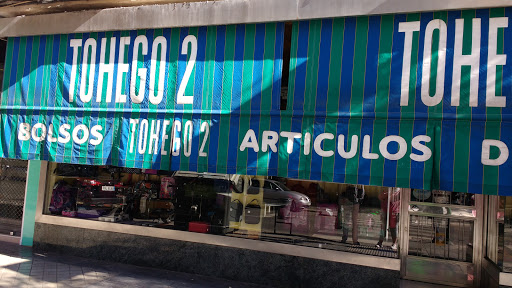 TOHEGO 2
TOHE
BOLSOS TOHEGO 2 ARTICULOS D